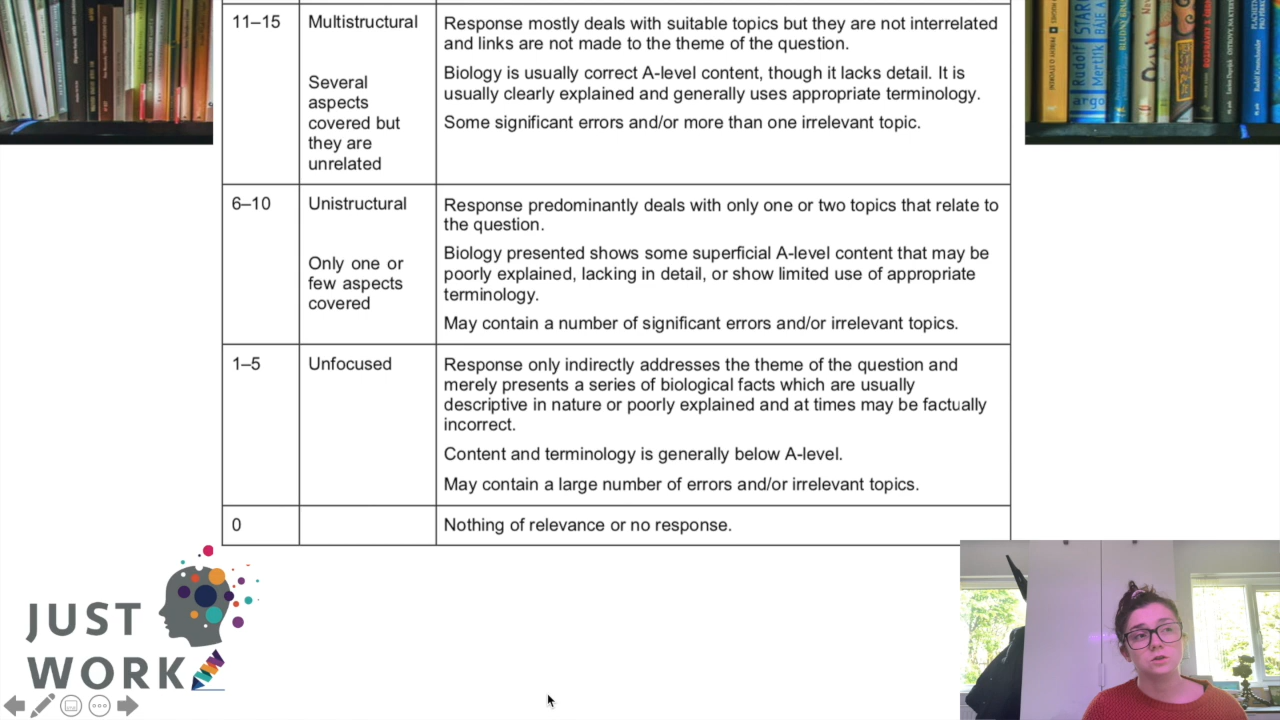 11–15 Multistructural Response mostly deals with suitable topics but they are not interrelated
and links are not made to the theme of the question.
Several
aspects
covered but
they are
unrelated
Biology is usually correct A-level content, though it lacks detail. It is
usually clearly explained and generally uses appropriate terminology.
Some significant errors and/or more than one irrelevant topic.
6–10 Unistructural Response predominantly deals with only one or two topics that relate to
the question.
Only one or
few aspects
covered
Biology presented shows some superficial A-level content that may be
poorly explained, lacking in detail, or show limited use of appropriate
terminology.
May contain a number of significant errors and/or irrelevant topics.
1–5 Unfocused Response only indirectly addresses the theme of the question and
merely presents a series of biological facts which are usually
descriptive in nature or poorly explained and at times may be factually
incorrect.
Content and terminology is generally below A-level.
May contain a large number of errors and/or irrelevant topics.
0 Nothing of relevance or no response.
JUST
WORK
Rudolf
Mertlík
argo